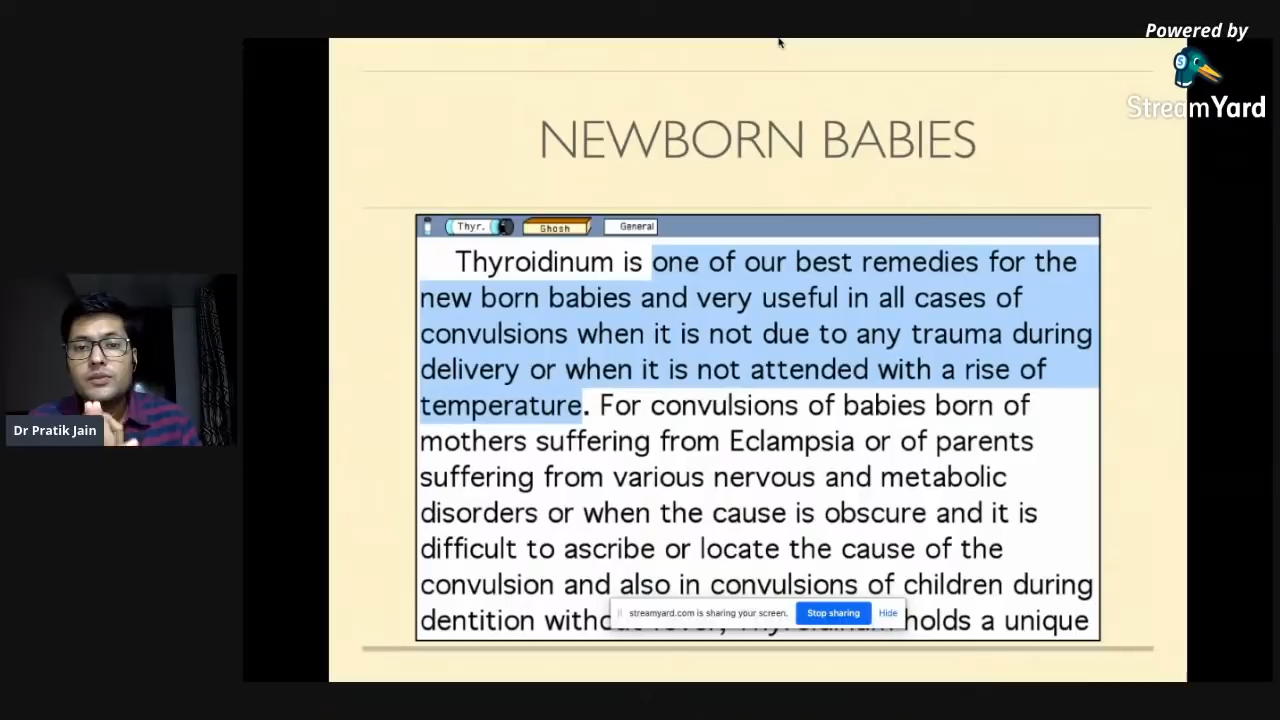 Powered by
StreamYard
NEWBORN BABIES
Thyr. Ghosh General
Thyroidinum is one of our best remedies for the
new born babies and very useful in all cases of
convulsions when it is not due to any trauma during
delivery or when it is not attended with a rise of
temperature. For convulsions of babies born of
mothers suffering from Eclampsia or of parents
suffering from various nervous and metabolic
disorders or when the cause is obscure and it is
difficult to ascribe or locate the cause of the
convulsion and also in convulsions of children during
dentition holds a unique
streamyard.com is sharing your screen. Stop sharing Hide
Dr Pratik Jain